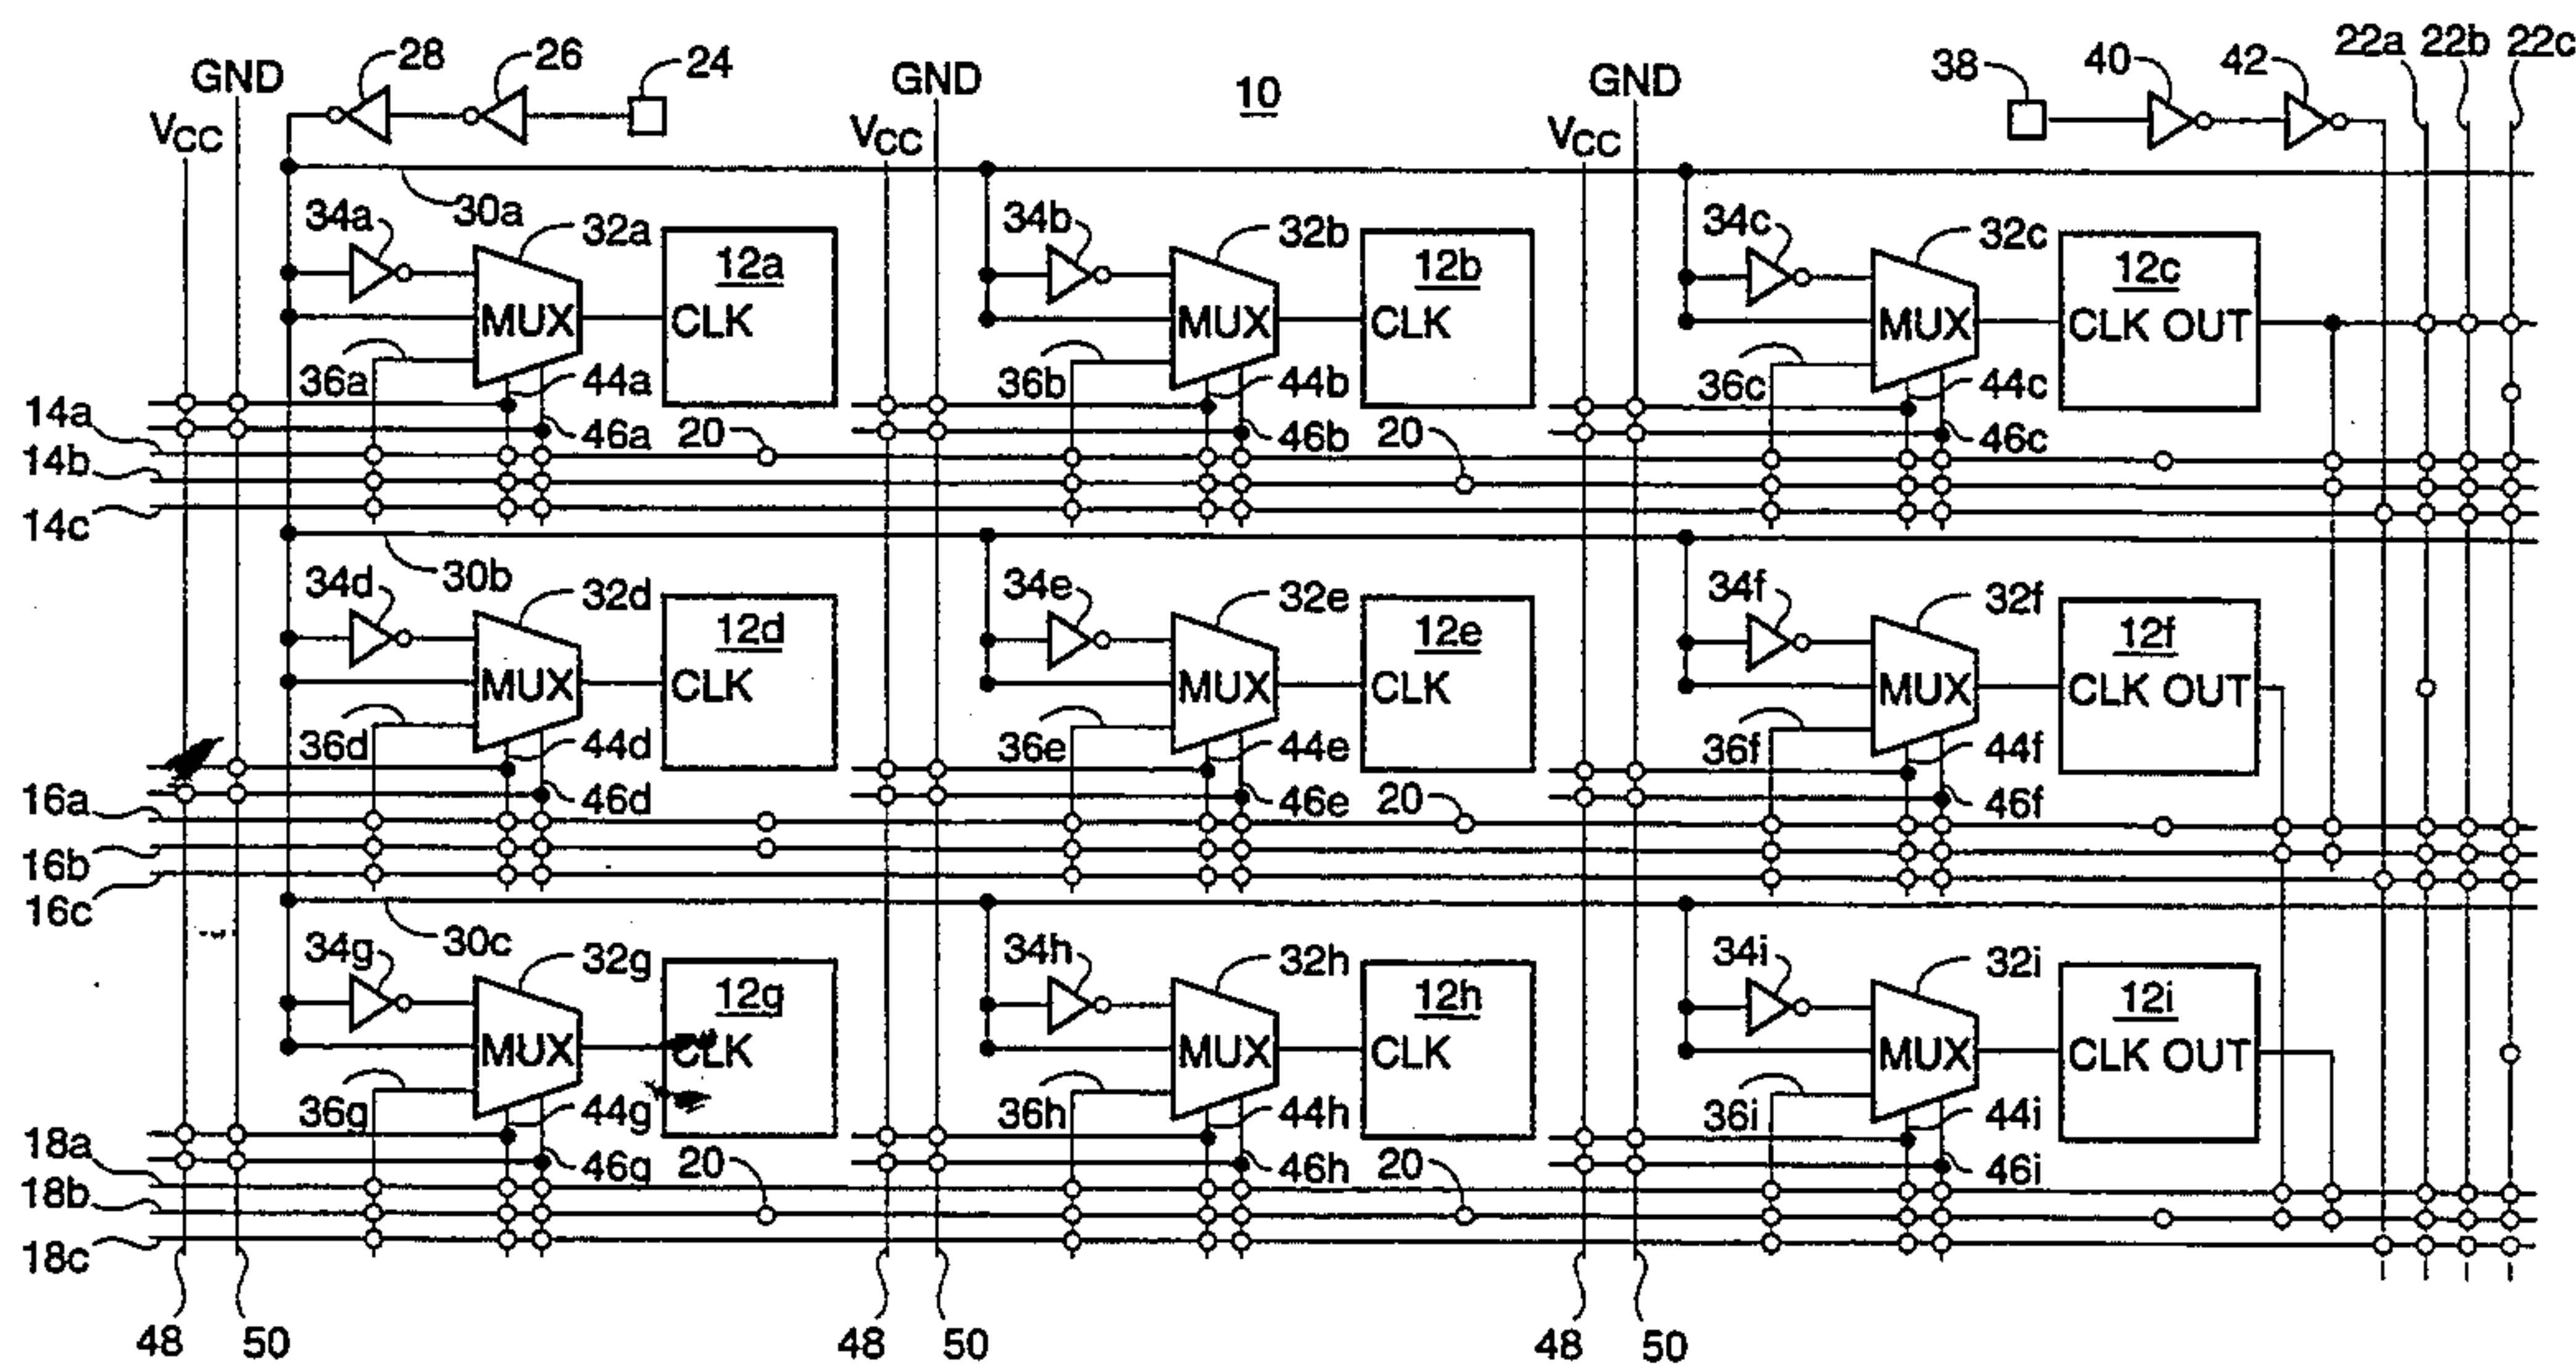 28 26 24 GND GND 10 GND 38 40 42 22a 22b 22c
VCC VCC VCC
30a
34a 32a 12a 34b 32b 12b 34c 32c 12c
MUX CLK MUX CLK MUX CLK OUT
36a 44a 36b 44b 36c 44c
14a 46a 20 46b 20 46c
14b
14c
30b
34d 32d 12d 34e 32e 12e 34f 32f 12f
MUX CLK MUX CLK MUX CLK OUT
36d 44d 36e 44e 36f 44f
16a 46d 46e 20 46f
16b
16c
30c
34g 32g 12g 34h 32h 12h 34i 32i 12i
MUX CLK MUX CLK MUX CLK OUT
36g 44g 36h 44h 36i 44i
18a 46g 20 46h 20 46i
18b
18c
48 50 48 50 48 50